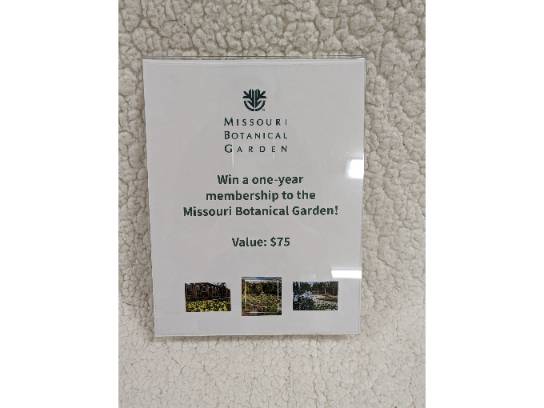 MISSOURI
BOTANICAL
GARDEN
Win a one-year
membership to the
Missouri Botanical Garden!
Value: $75